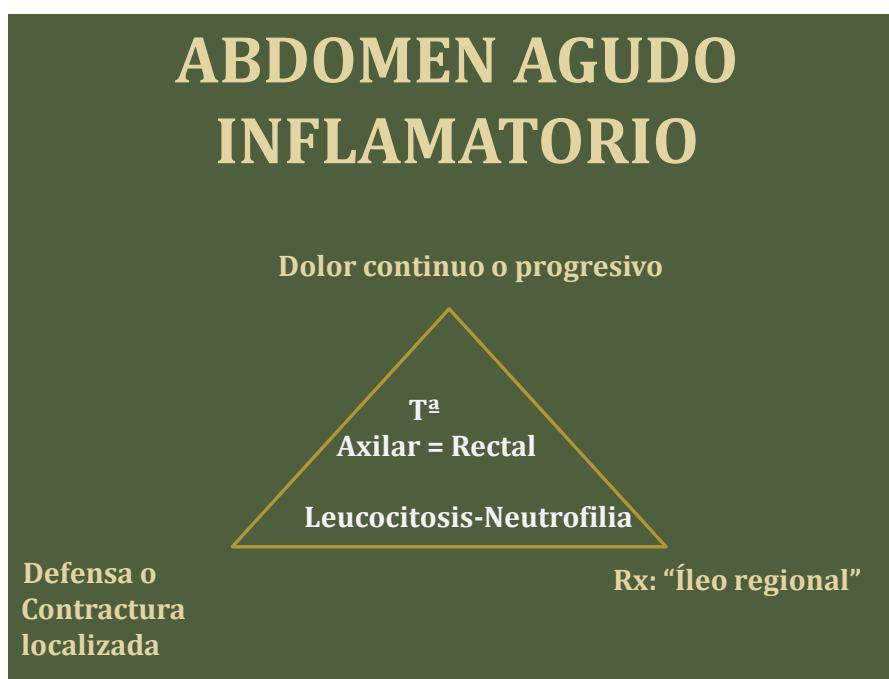 ABDOMEN AGUDO
INFLAMATORIO
Dolor continuo o progresivo
Tª
Axilar = Rectal
Leucocitosis-Neutrofilia
Defensa o
Contractura
localizada
Rx: “Íleo regional”